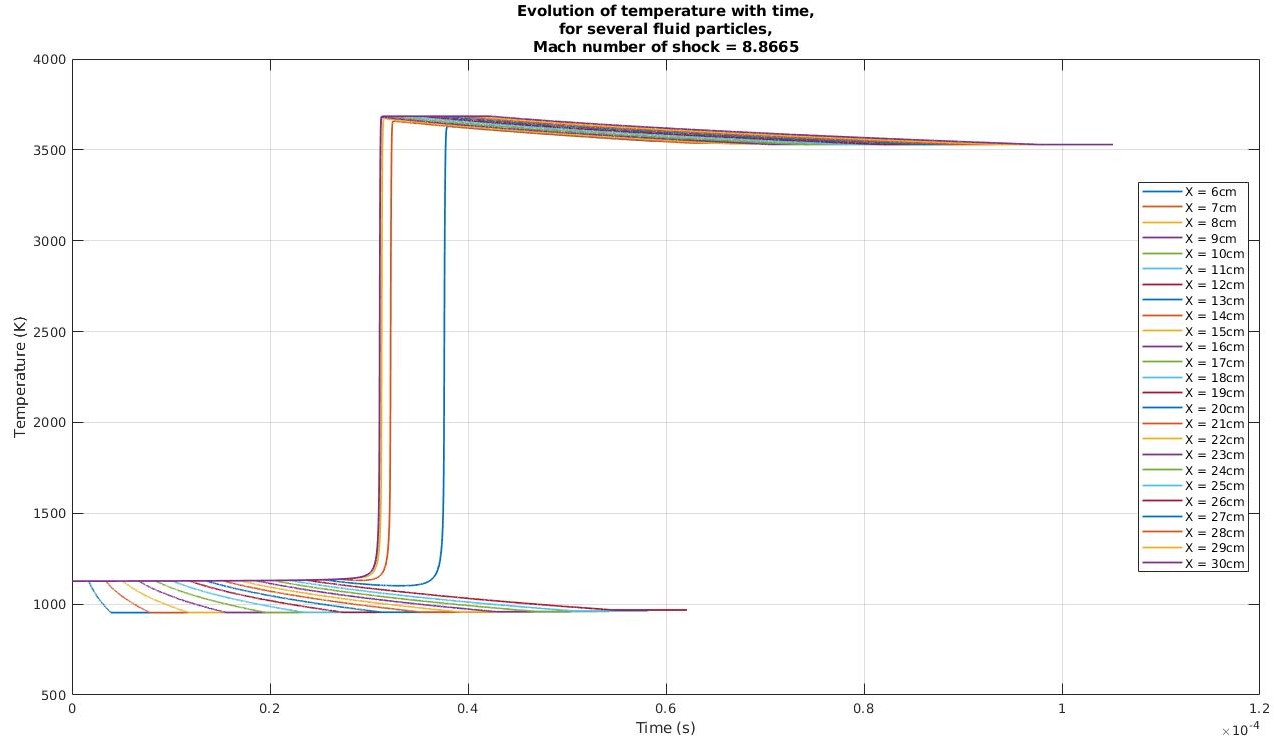 Evolution of temperature with time,
for several fluid particles,
Mach number of shock = 8.8665
4000
3500
3000
2500
2000
1500
1000
500
Temperature (K)
0
0.2
0.4
0.6
0.8
1
1.2
Time (s)
×10⁻⁴
X = 6cm
X = 7cm
X = 8cm
X = 9cm
X = 10cm
X = 11cm
X = 12cm
X = 13cm
X = 14cm
X = 15cm
X = 16cm
X = 17cm
X = 18cm
X = 19cm
X = 20cm
X = 21cm
X = 22cm
X = 23cm
X = 24cm
X = 25cm
X = 26cm
X = 27cm
X = 28cm
X = 29cm
X = 30cm